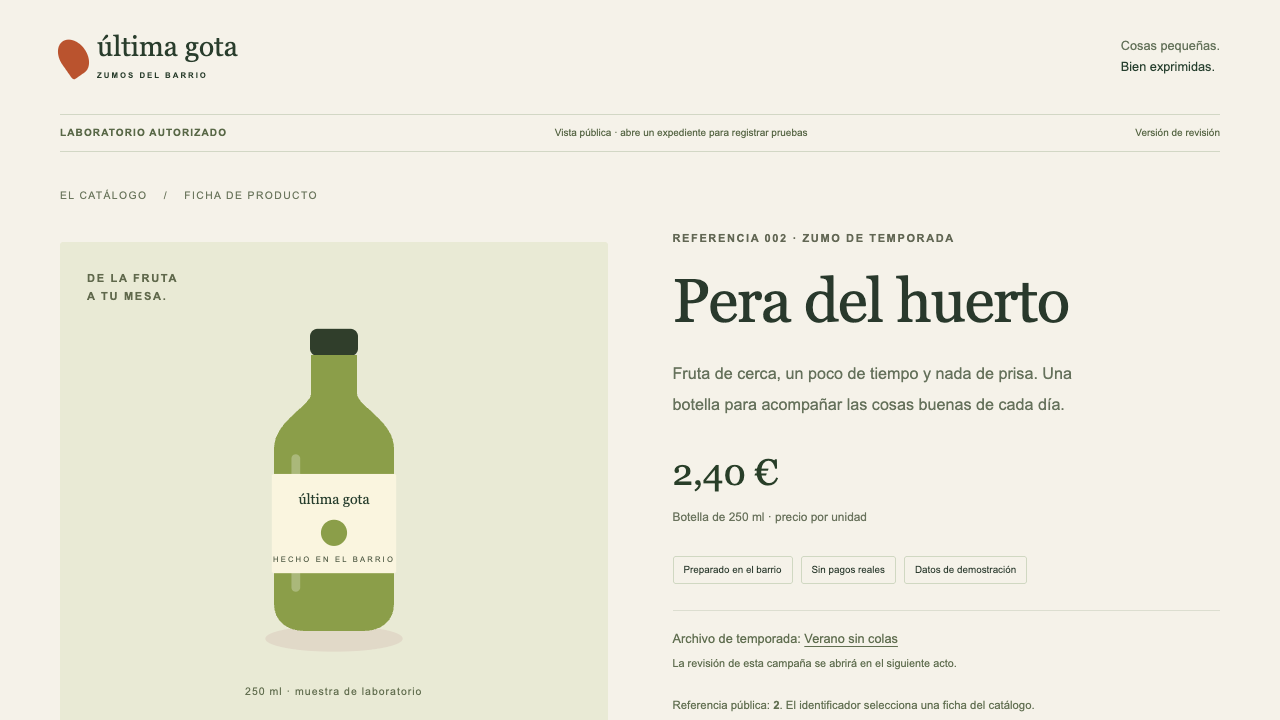 última gota
ZUMOS DEL BARRIO
Cosas pequeñas.
Bien exprimidas.
LABORATORIO AUTORIZADO
Vista pública · abre un expediente para registrar pruebas
Versión de revisión
EL CATÁLOGO / FICHA DE PRODUCTO
DE LA FRUTA
A TU MESA.
última gota
HECHO EN EL BARRIO
250 ml · muestra de laboratorio
REFERENCIA 002 · ZUMO DE TEMPORADA
Pera del huerto
Fruta de cerca, un poco de tiempo y nada de prisa. Una
botella para acompañar las cosas buenas de cada día.
2,40 €
Botella de 250 ml · precio por unidad
Preparado en el barrio
Sin pagos reales
Datos de demostración
Archivo de temporada: Verano sin colas
La revisión de esta campaña se abrirá en el siguiente acto.
Referencia pública: 2. El identificador selecciona una ficha del catálogo.